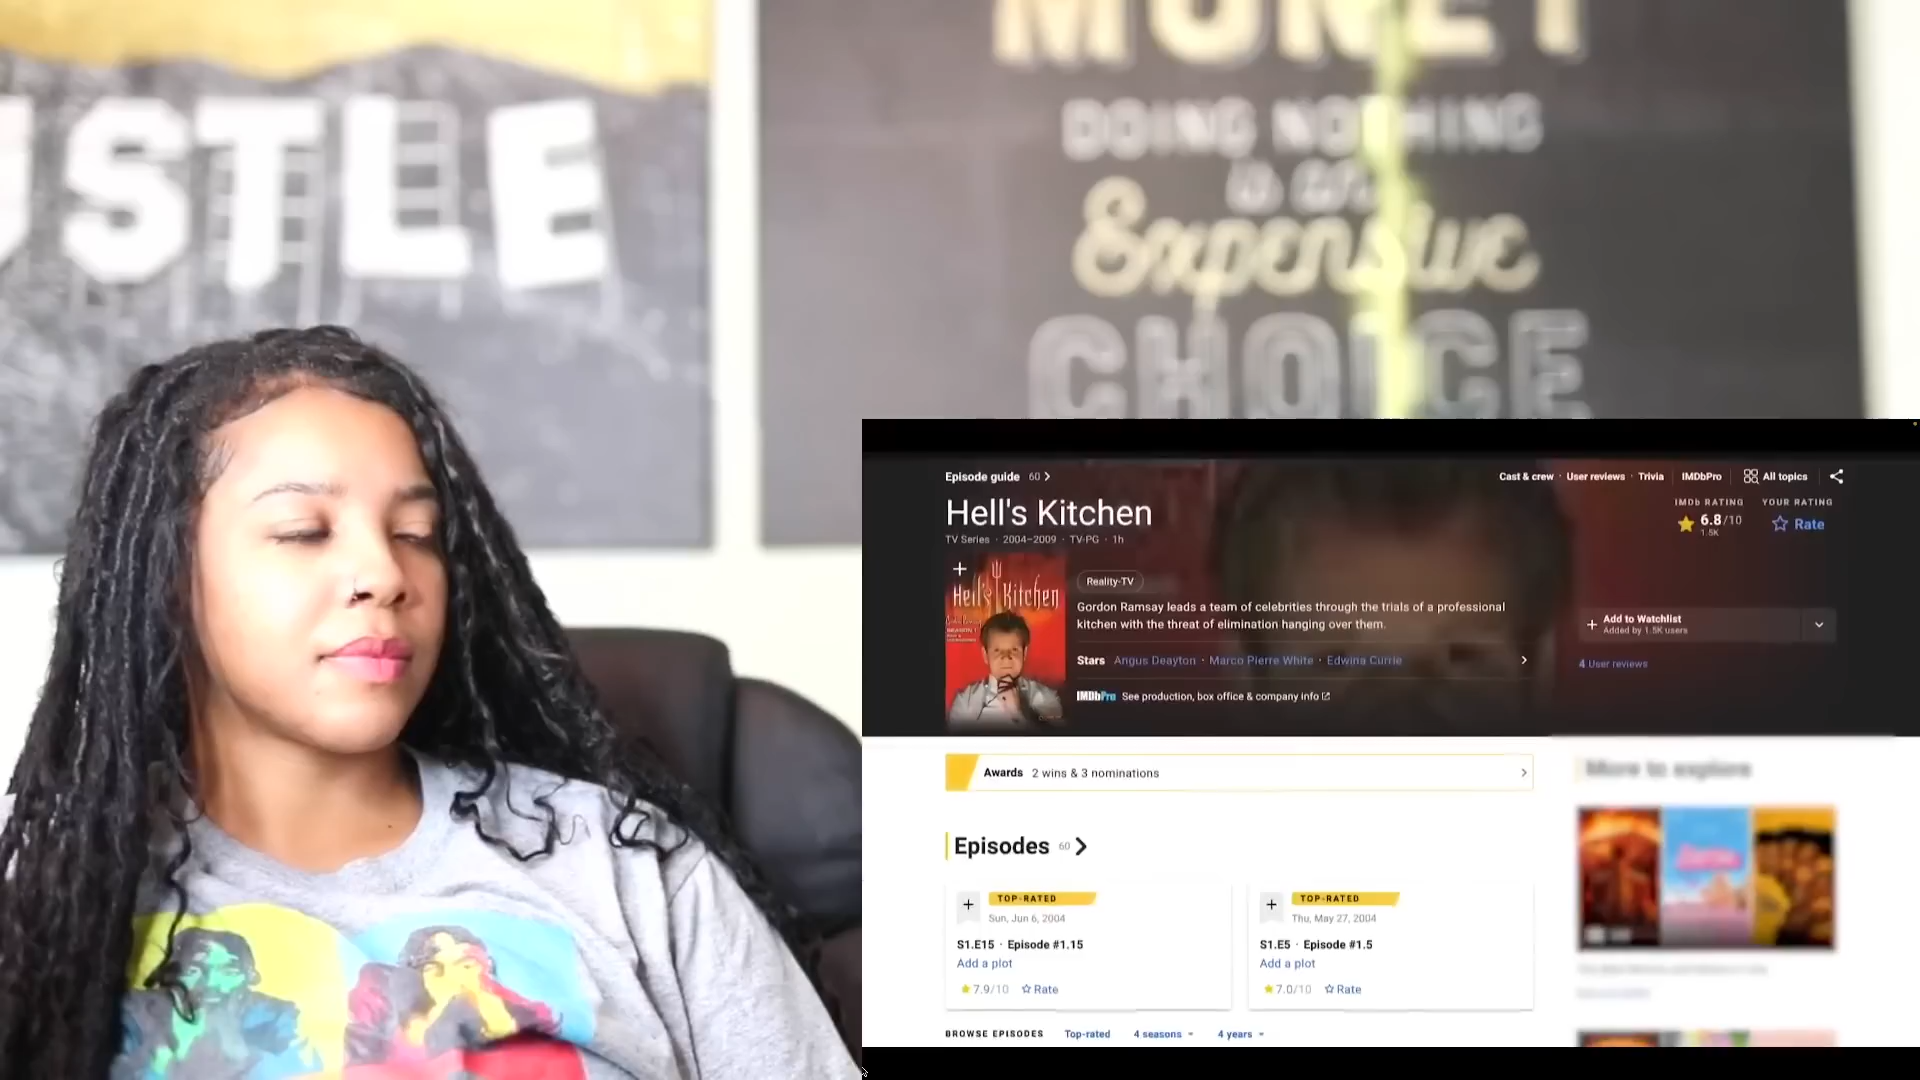 USTLE
MONEY
DOING NOTHING
is an
Expensive
CHOICE
Episode guide 60
Cast & crew · User reviews · Trivia
IMDbPro
All topics
Hell's Kitchen
TV Series · 2004–2009 · TV-PG · 1h
IMDb RATING
6.8/10
1.5K
YOUR RATING
Rate
Hell's Kitchen
Reality-TV
Gordon Ramsay leads a team of celebrities through the trials of a professional
kitchen with the threat of elimination hanging over them.
Stars Angus Deayton · Marco Pierre White · Edwina Currie
IMDbPro See production, box office & company info
Add to Watchlist
Added by 1.5K users
4 User reviews
Awards 2 wins & 3 nominations
More to explore
Episodes 60
TOP-RATED
Sun, Jun 6, 2004
S1.E15 · Episode #1.15
Add a plot
7.9/10 Rate
TOP-RATED
Thu, May 27, 2004
S1.E5 · Episode #1.5
Add a plot
7.0/10 Rate
BROWSE EPISODES Top-rated 4 seasons 4 years